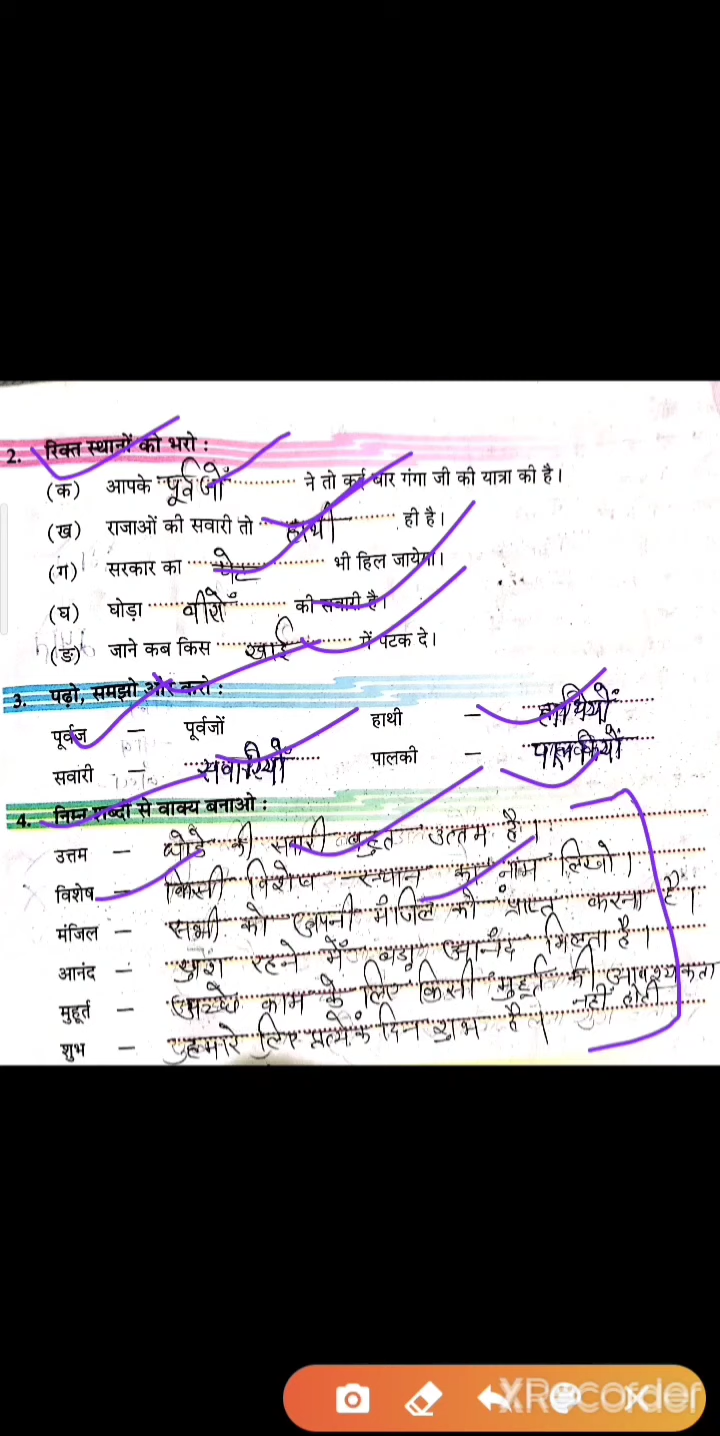 2. रिक्त स्थानों को भरो :
(क) आपके पूर्वजों ने तो कई बार गंगा जी की यात्रा की है।
(ख) राजाओं की सवारी तो हाथी ही है।
(ग) सरकार का पेट भी हिल जायेगा।
(घ) घोड़ा वीरों की सवारी है।
(ङ) जाने कब किस खाई में पटक दे।
3. पढ़ो, समझो और करो :
पूर्वज – पूर्वजों हाथी – हाथियों
सवारी – सवारियों पालकी – पालकियों
4. निम्न शब्दों से वाक्य बनाओ :
उत्तम – घोड़े की सवारी बहुत उत्तम है।
विशेष – किसी विशेष स्थान का नाम लिखो।
मंजिल – सभी को अपनी मंजिल को प्राप्त करना है।
आनंद – रहने में बड़ा आनंद मिलता है।
मुहूर्त – अच्छे काम के लिए किसी मुहूर्त की आवश्यकता नहीं होती
शुभ – हमारे लिए प्रत्येक दिन शुभ है।
XRecorder